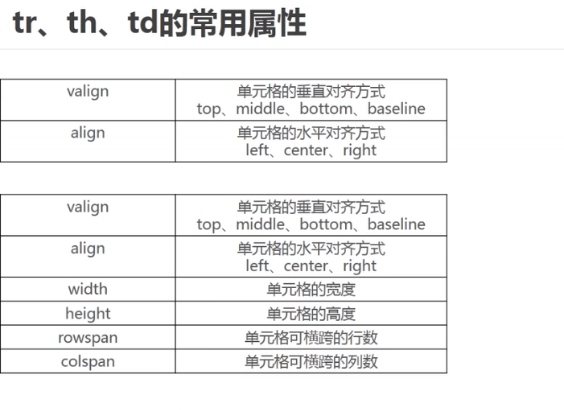 tr、th、td的常用属性
valign 单元格的垂直对齐方式
top、middle、bottom、baseline
align 单元格的水平对齐方式
left、center、right
valign 单元格的垂直对齐方式
top、middle、bottom、baseline
align 单元格的水平对齐方式
left、center、right
width 单元格的宽度
height 单元格的高度
rowspan 单元格可横跨的行数
colspan 单元格可横跨的列数